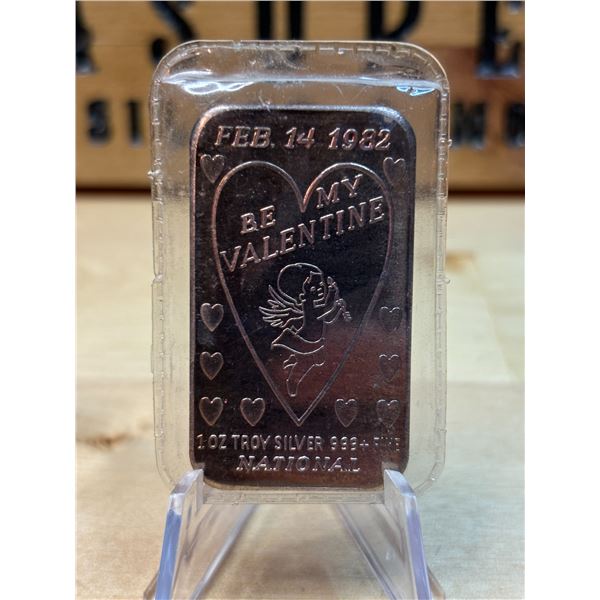 FEB. 14 1982
BE MY
VALENTINE
1 OZ TROY SILVER 999+ FINE
NATIONAL